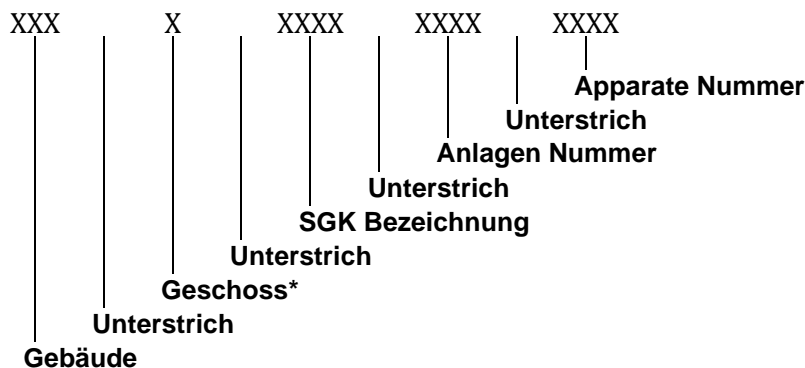 XXX X XXXX XXXX XXXX
Apparate Nummer
Unterstrich
Anlagen Nummer
Unterstrich
SGK Bezeichnung
Unterstrich
Geschoss*
Unterstrich
Gebäude